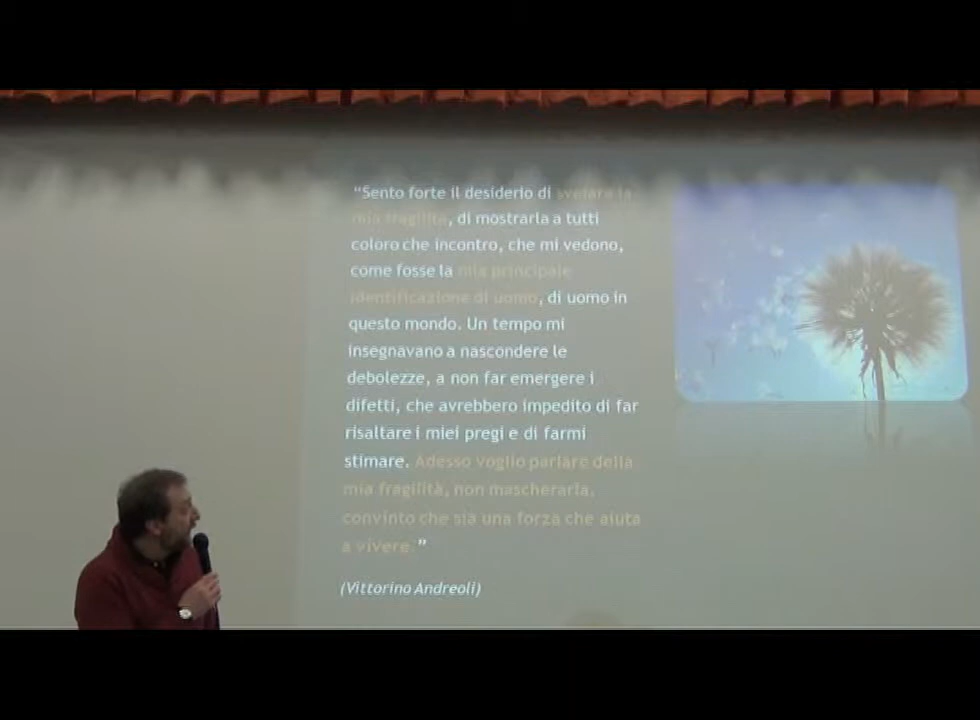 “Sento forte il desiderio di svelare la
mia fragilità, di mostrarla a tutti
coloro che incontro, che mi vedono,
come fosse la mia principale
identificazione di uomo, di uomo in
questo mondo. Un tempo mi
insegnavano a nascondere le
debolezze, a non far emergere i
difetti, che avrebbero impedito di far
risaltare i miei pregi e di farmi
stimare. Adesso voglio parlare della
mia fragilità, non mascherarla,
convinto che sia una forza che aiuta
a vivere.”
(Vittorino Andreoli)